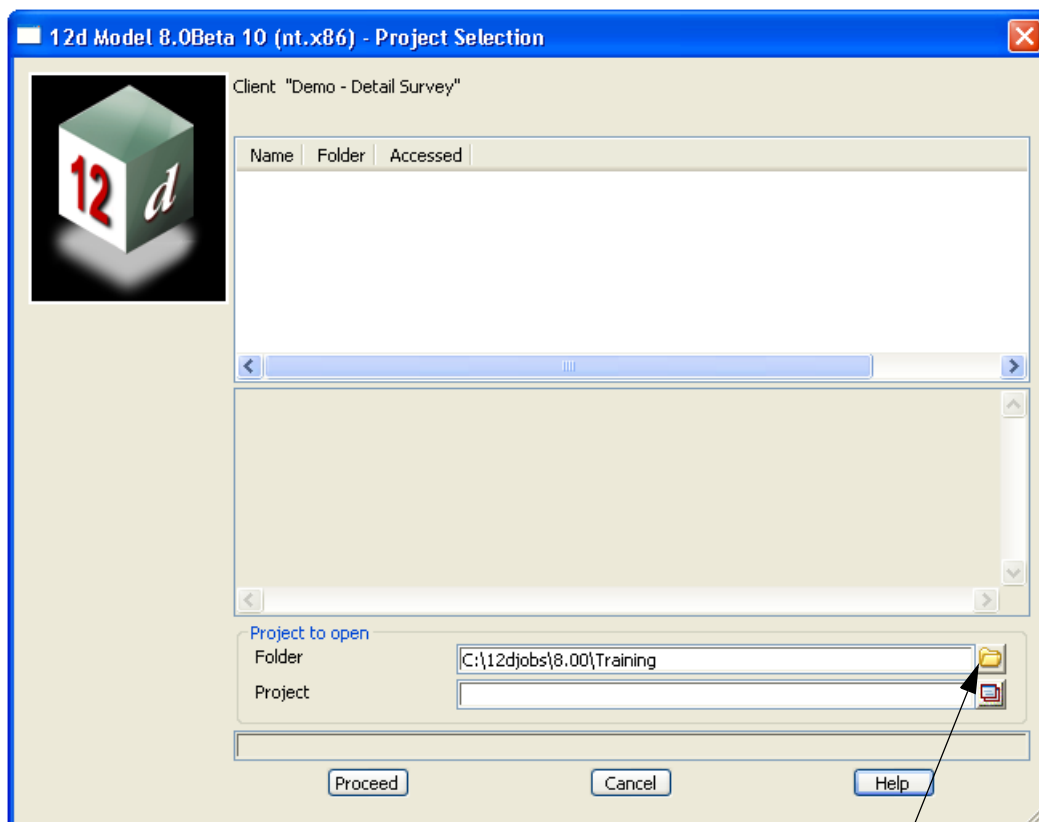 12d Model 8.0Beta 10 (nt.x86) - Project Selection
12 d
Client "Demo - Detail Survey"
Name Folder Accessed
Project to open
Folder C:\12djobs\8.00\Training
Project
Proceed Cancel Help